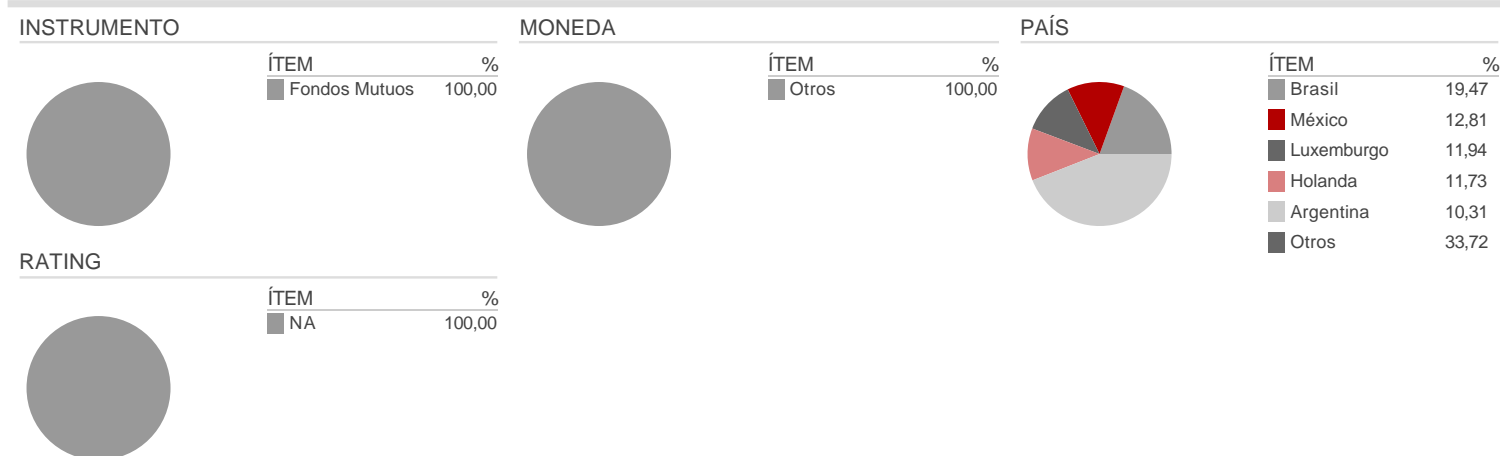 INSTRUMENTO
ÍTEM %
Fondos Mutuos 100,00
MONEDA
ÍTEM %
Otros 100,00
PAÍS
ÍTEM %
Brasil 19,47
México 12,81
Luxemburgo 11,94
Holanda 11,73
Argentina 10,31
Otros 33,72
RATING
ÍTEM %
NA 100,00